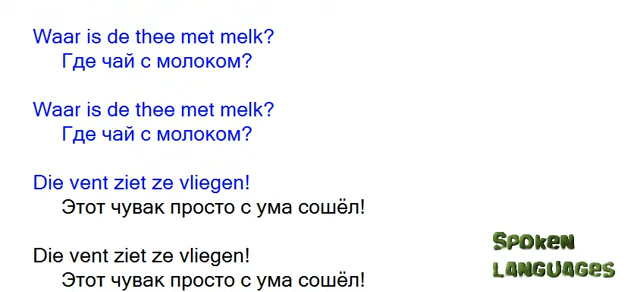 Waar is de thee met melk?
Где чай с молоком?
Waar is de thee met melk?
Где чай с молоком?
Die vent ziet ze vliegen!
Этот чувак просто с ума сошёл!
Die vent ziet ze vliegen!
Этот чувак просто с ума сошёл!
SPOKEN
LANGUAGES